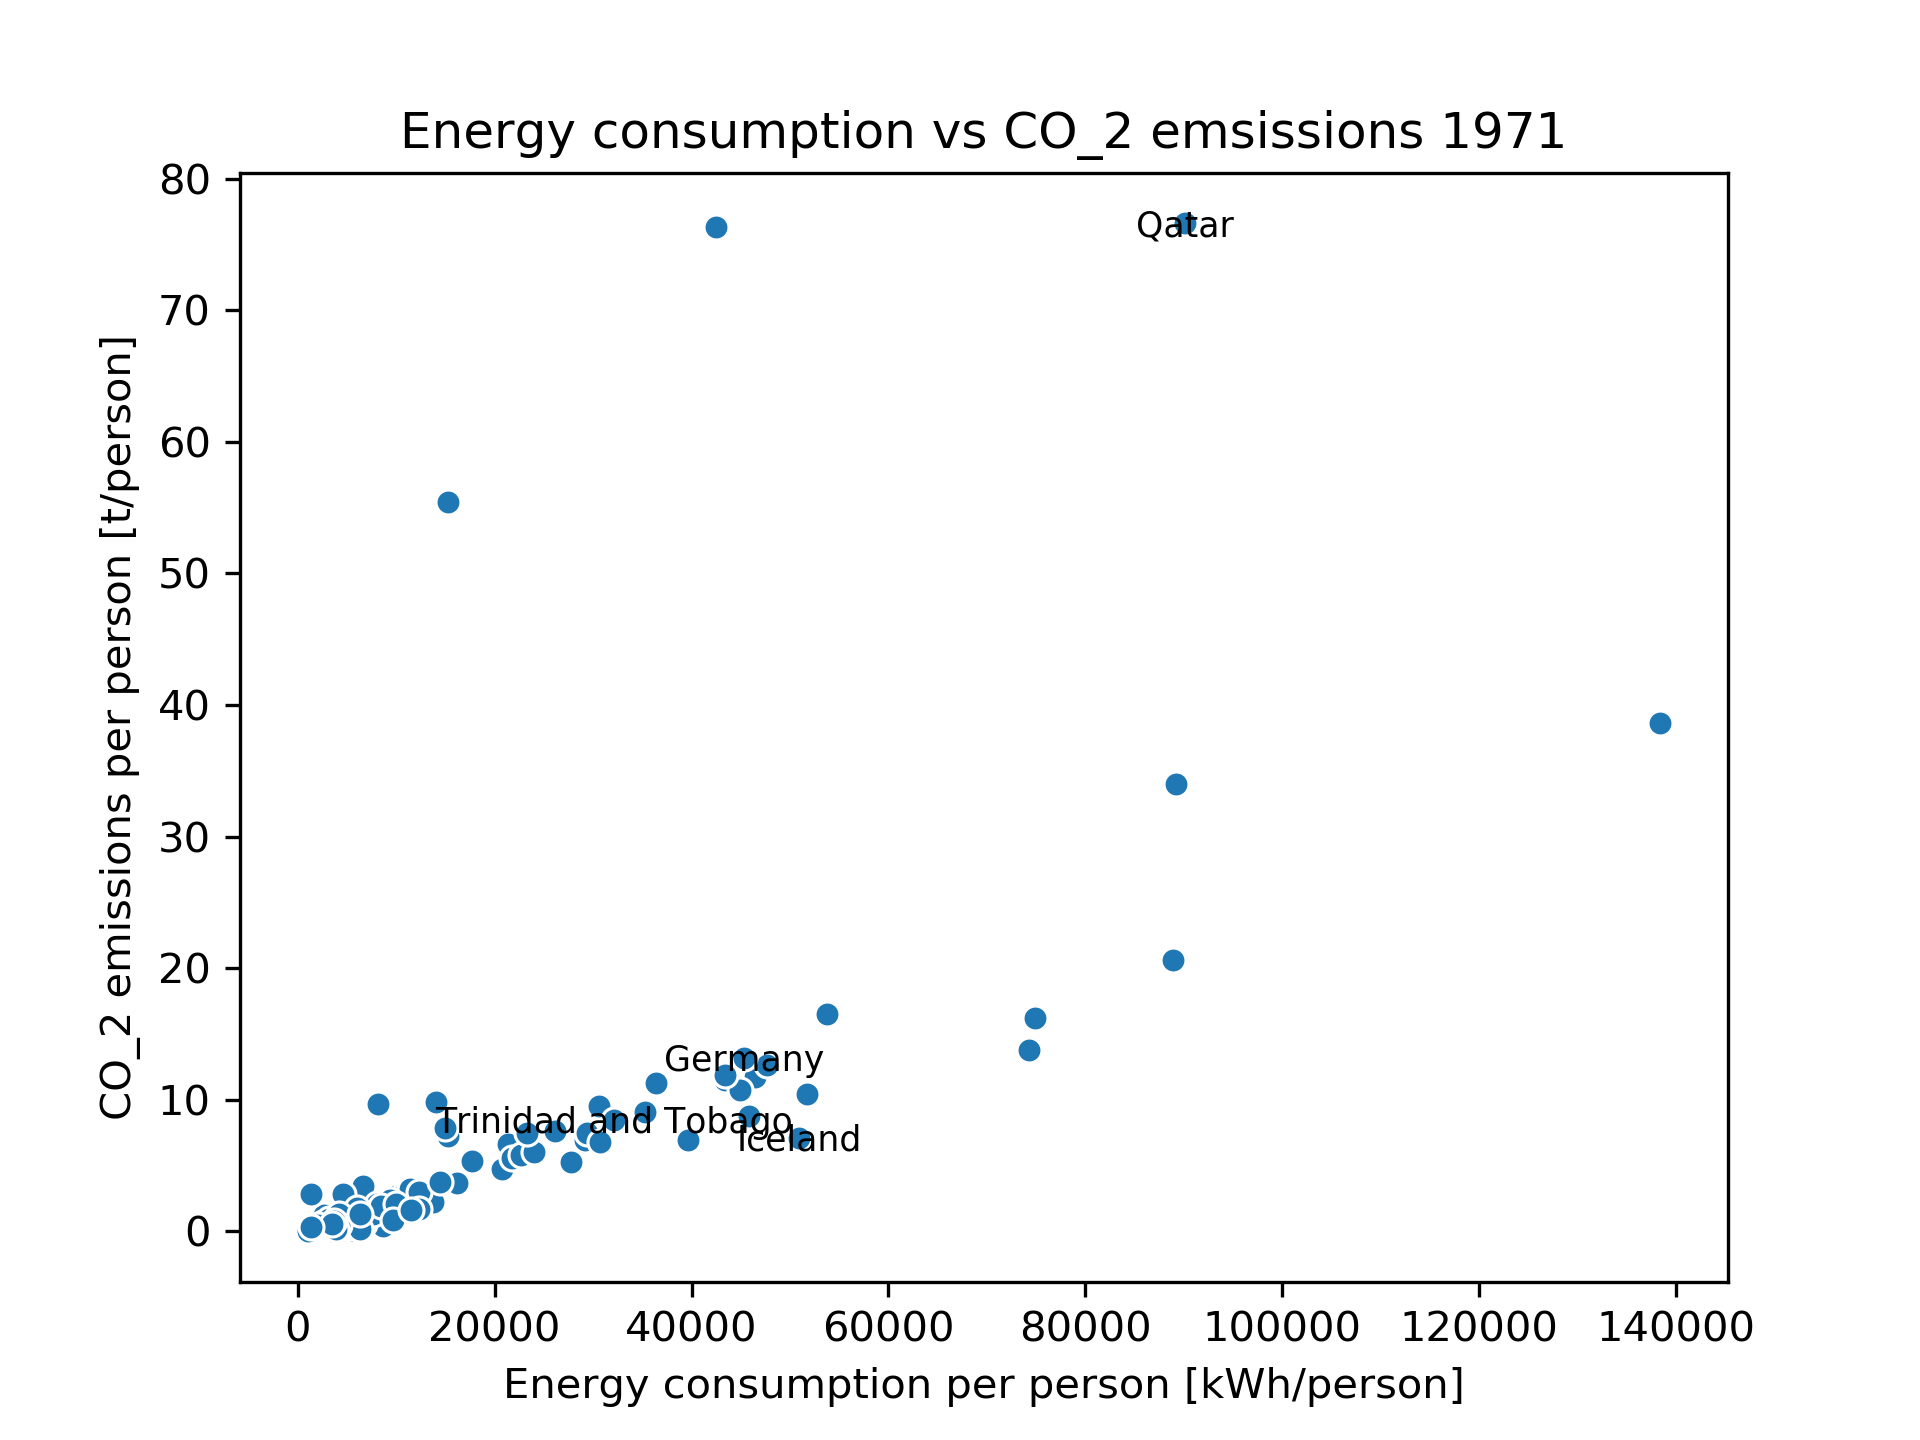 Energy consumption vs CO_2 emsissions 1971
80
70
60
50
40
30
20
10
0
CO_2 emissions per person [t/person]
Qatar
Germany
Trinidad and Tobago
Iceland
0 20000 40000 60000 80000 100000 120000 140000
Energy consumption per person [kWh/person]